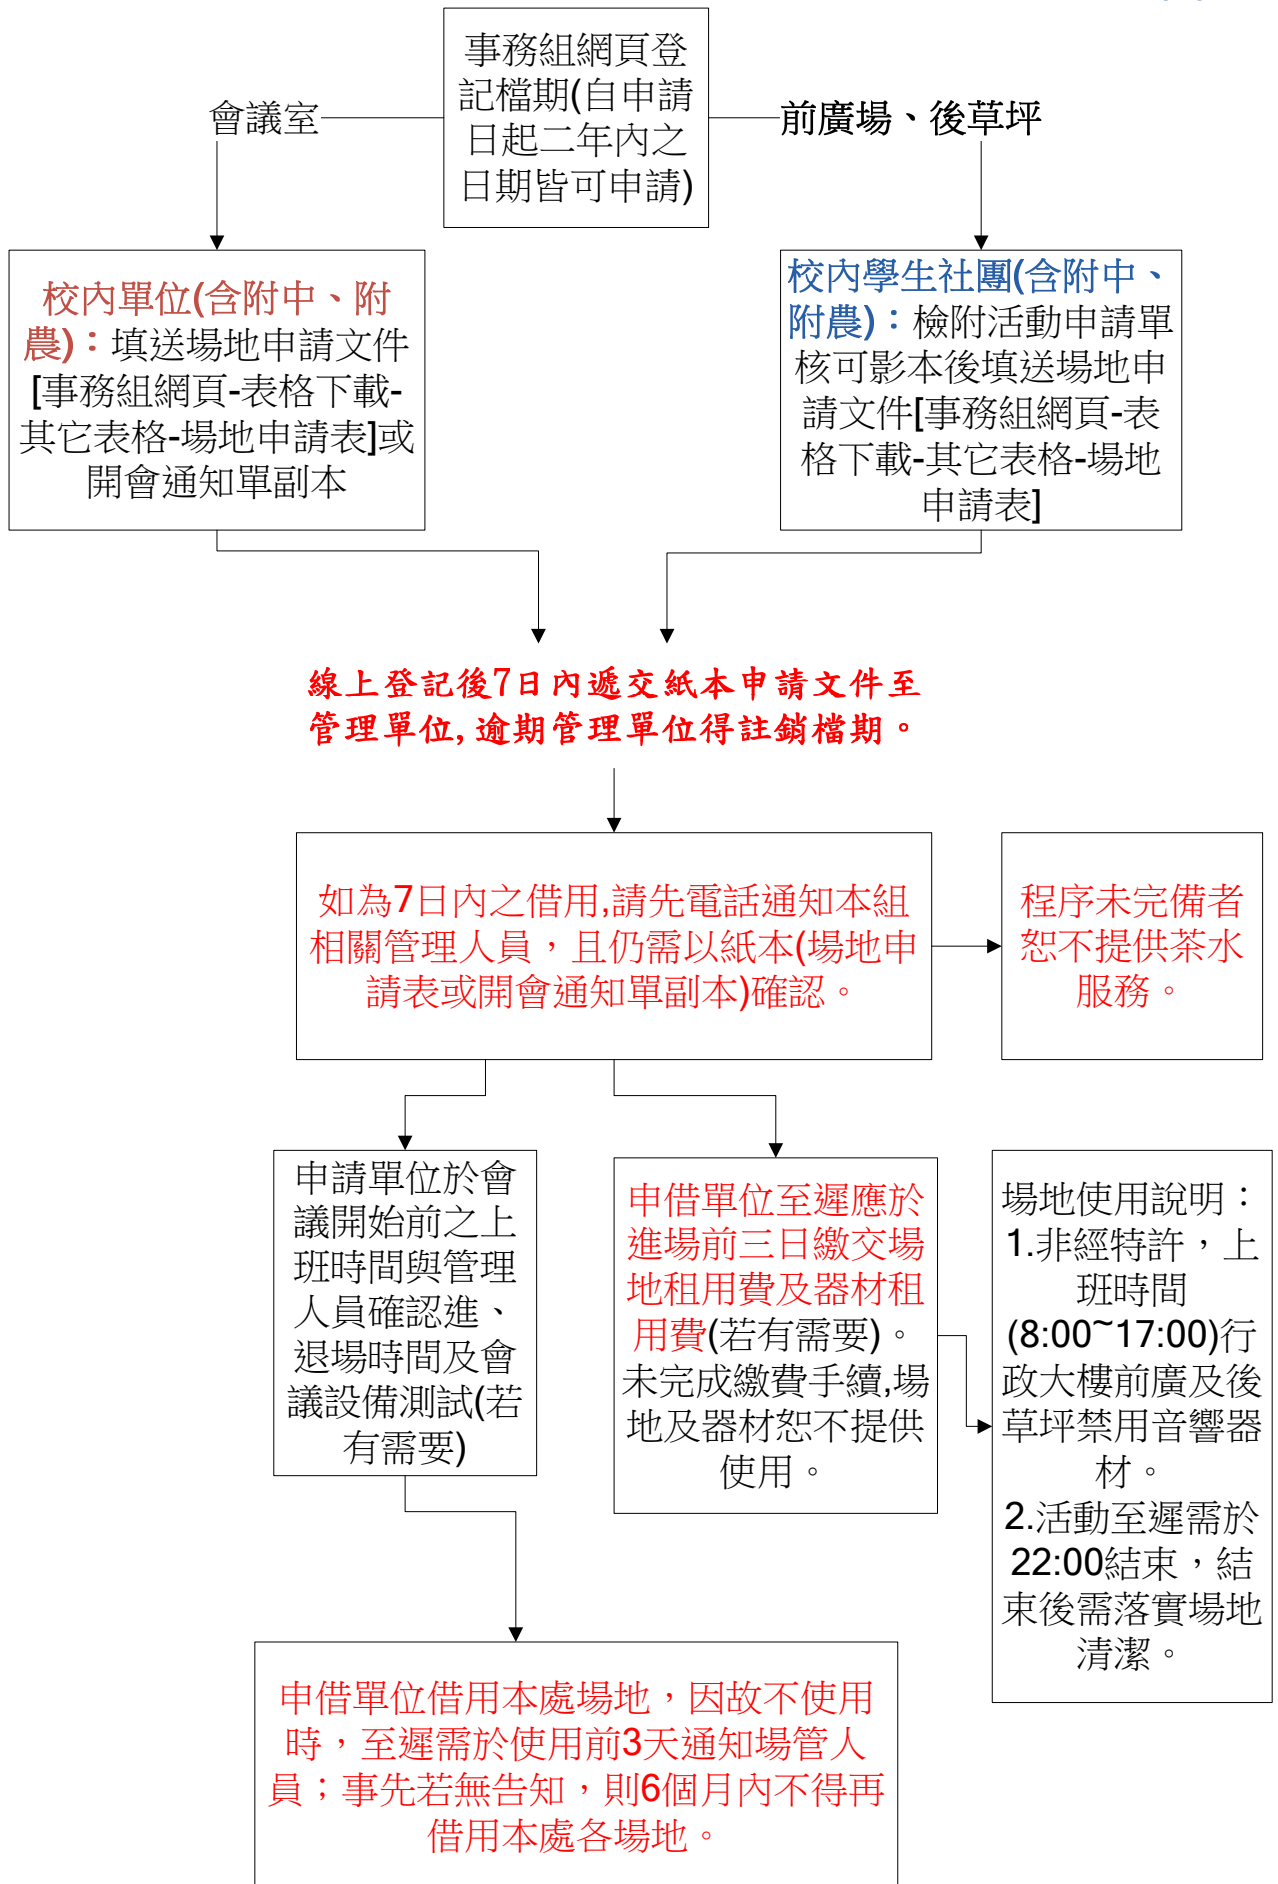 事務組網頁登
記檔期(自申請
日起二年內之
日期皆可申請)
會議室
前廣場、後草坪
校內單位(含附中、附
農)：填送場地申請文件
[事務組網頁-表格下載-
其它表格-場地申請表]或
開會通知單副本
校內學生社團(含附中、
附農)：檢附活動申請單
核可影本後填送場地申
請文件[事務組網頁-表
格下載-其它表格-場地
申請表]
線上登記後7日內遞交紙本申請文件至
管理單位,逾期管理單位得註銷檔期。
如為7日內之借用,請先電話通知本組
相關管理人員，且仍需以紙本(場地申
請表或開會通知單副本)確認。
程序未完備者
恕不提供茶水
服務。
申請單位於會
議開始前之上
班時間與管理
人員確認進、
退場時間及會
議設備測試(若
有需要)
申借單位至遲應於
進場前三日繳交場
地租用費及器材租
用費(若有需要)。
未完成繳費手續,場
地及器材恕不提供
使用。
場地使用說明：
1.非經特許，上
班時間
(8:00~17:00)行
政大樓前廣及後
草坪禁用音響器
材。
2.活動至遲需於
22:00結束，結
束後需落實場地
清潔。
申借單位借用本處場地，因故不使用
時，至遲需於使用前3天通知場管人
員；事先若無告知，則6個月內不得再
借用本處各場地。